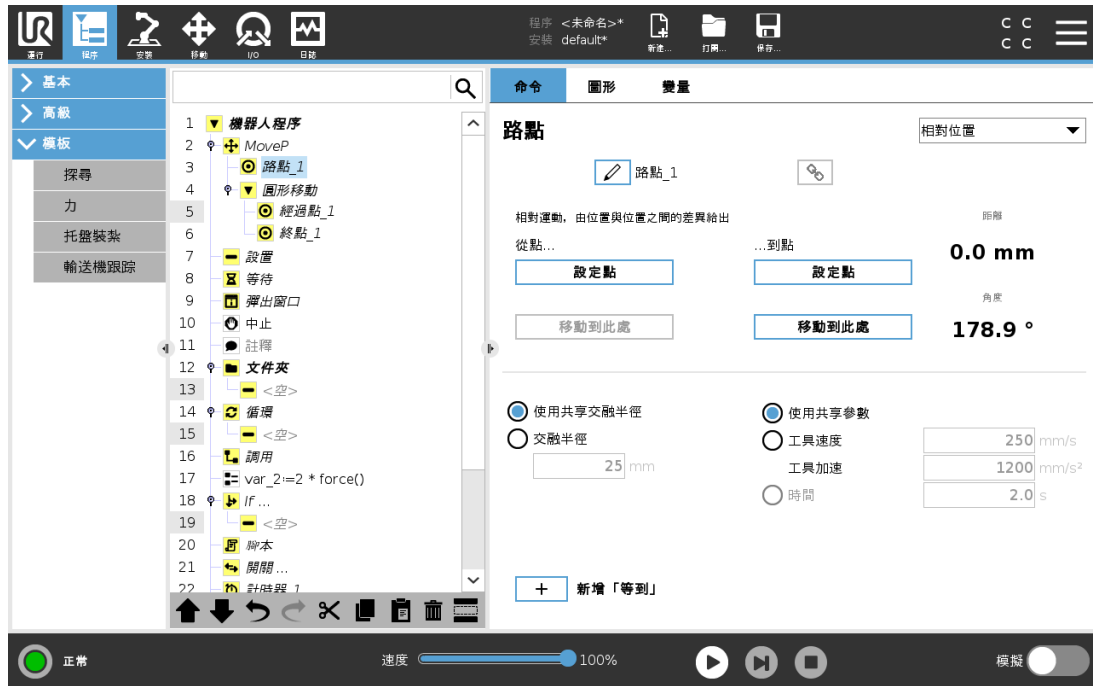 程序 <未命名>*
安裝 default*
運行 程序 安裝 移動 I/O 日誌 新建... 打開... 保存...
C C
C C
基本
高級
模板
探尋
力
托盤裝紮
輸送機跟踪
1 機器人程序
2 MoveP
3 路點_1
4 圓形移動
5 經過點_1
6 終點_1
7 設置
8 等待
9 彈出窗口
10 中止
11 註釋
12 文件夾
13 <空>
14 循環
15 <空>
16 調用
17 var_2≔2 * force()
18 If ...
19 <空>
20 腳本
21 開關 ...
22 計時器_1
命令 圖形 變量
路點
相對位置
路點_1
相對運動，由位置與位置之間的差異給出
距離
從點... ...到點
0.0 mm
設定點 設定點
角度
移動到此處 移動到此處
178.9 °
使用共享交融半徑 使用共享參數
交融半徑 工具速度 250 mm/s
25 mm 工具加速 1200 mm/s²
時間 2.0 s
+ 新增「等到」
正常 速度 100% 模擬